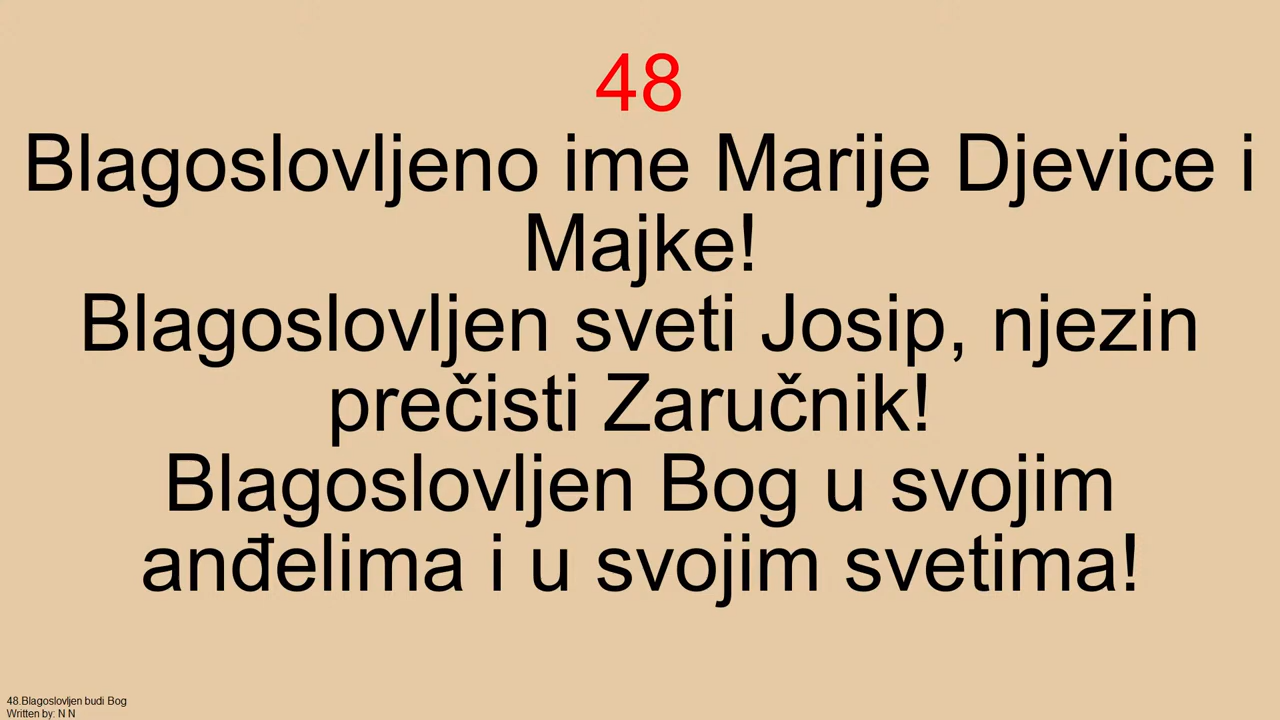 48
Blagoslovljeno ime Marije Djevice i
Majke!
Blagoslovljen sveti Josip, njezin
prečisti Zaručnik!
Blagoslovljen Bog u svojim
anđelima i u svojim svetima!
48.Blagoslovljen budi Bog
Written by: N N